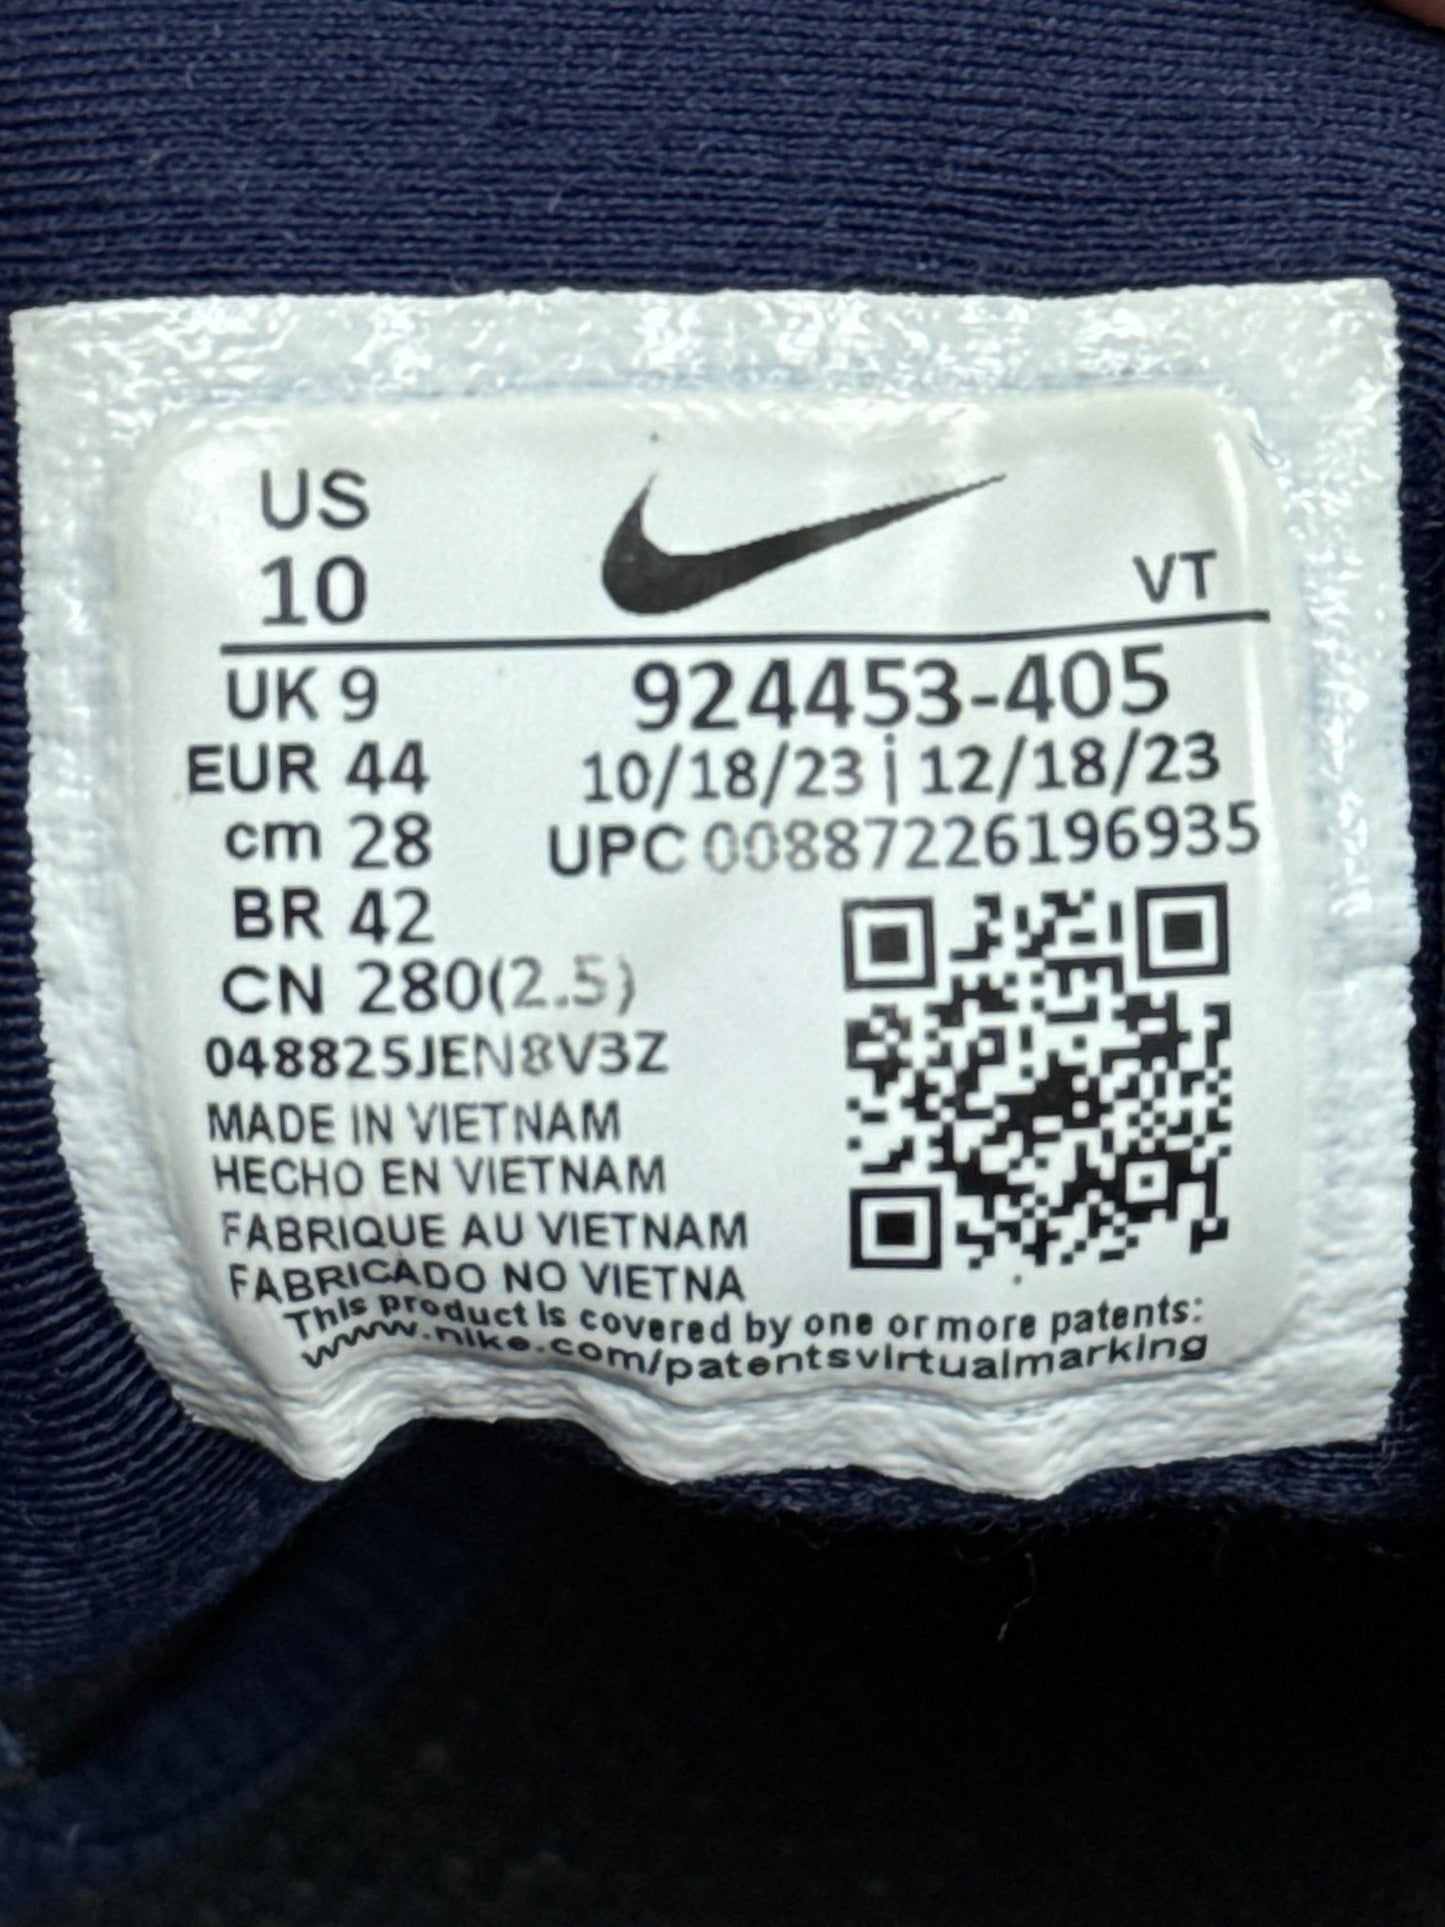 US
10
VT
UK 9
924453-405
EUR 44
10/18/23 | 12/18/23
cm 28
UPC 00887226196935
BR 42
CN 280(2.5)
048825JEN8V3Z
MADE IN VIETNAM
HECHO EN VIETNAM
FABRIQUE AU VIETNAM
FABRICADO NO VIETNA
This product is covered by one or more patents:
www.nike.com/patentsvirtualmarking